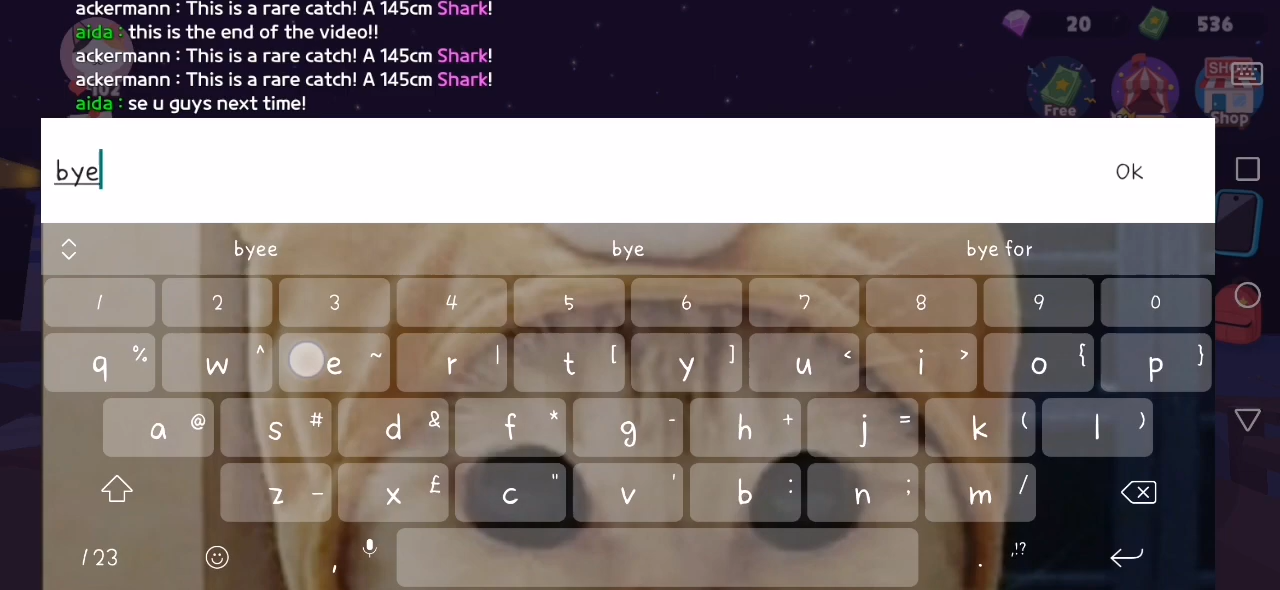 ackermann : This is a rare catch! A 145cm Shark!
aida : this is the end of the video!!
ackermann : This is a rare catch! A 145cm Shark!
ackermann : This is a rare catch! A 145cm Shark!
aida : se u guys next time!
20 536
Free SHOP Shop
bye OK
byee bye bye for
1 2 3 4 5 6 7 8 9 0
q % w ^ e ~ r | t [ y ] u < i > o { p }
a @ s # d & f * g - h + j = k ( l )
z _ x £ c " v ' b : n ; m /
/23 , . ,!?